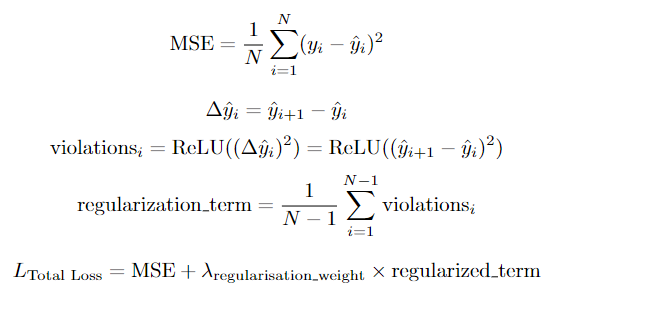 MSE = \frac{1}{N} \sum_{i=1}^{N} (y_i - \hat{y}_i)^2
\Delta\hat{y}_i = \hat{y}_{i+1} - \hat{y}_i
violations_i = ReLU((\Delta\hat{y}_i)^2) = ReLU((\hat{y}_{i+1} - \hat{y}_i)^2)
regularization_term = \frac{1}{N-1} \sum_{i=1}^{N-1} violations_i
L_{Total Loss} = MSE + \lambda_{regularisation_weight} × regularized_term